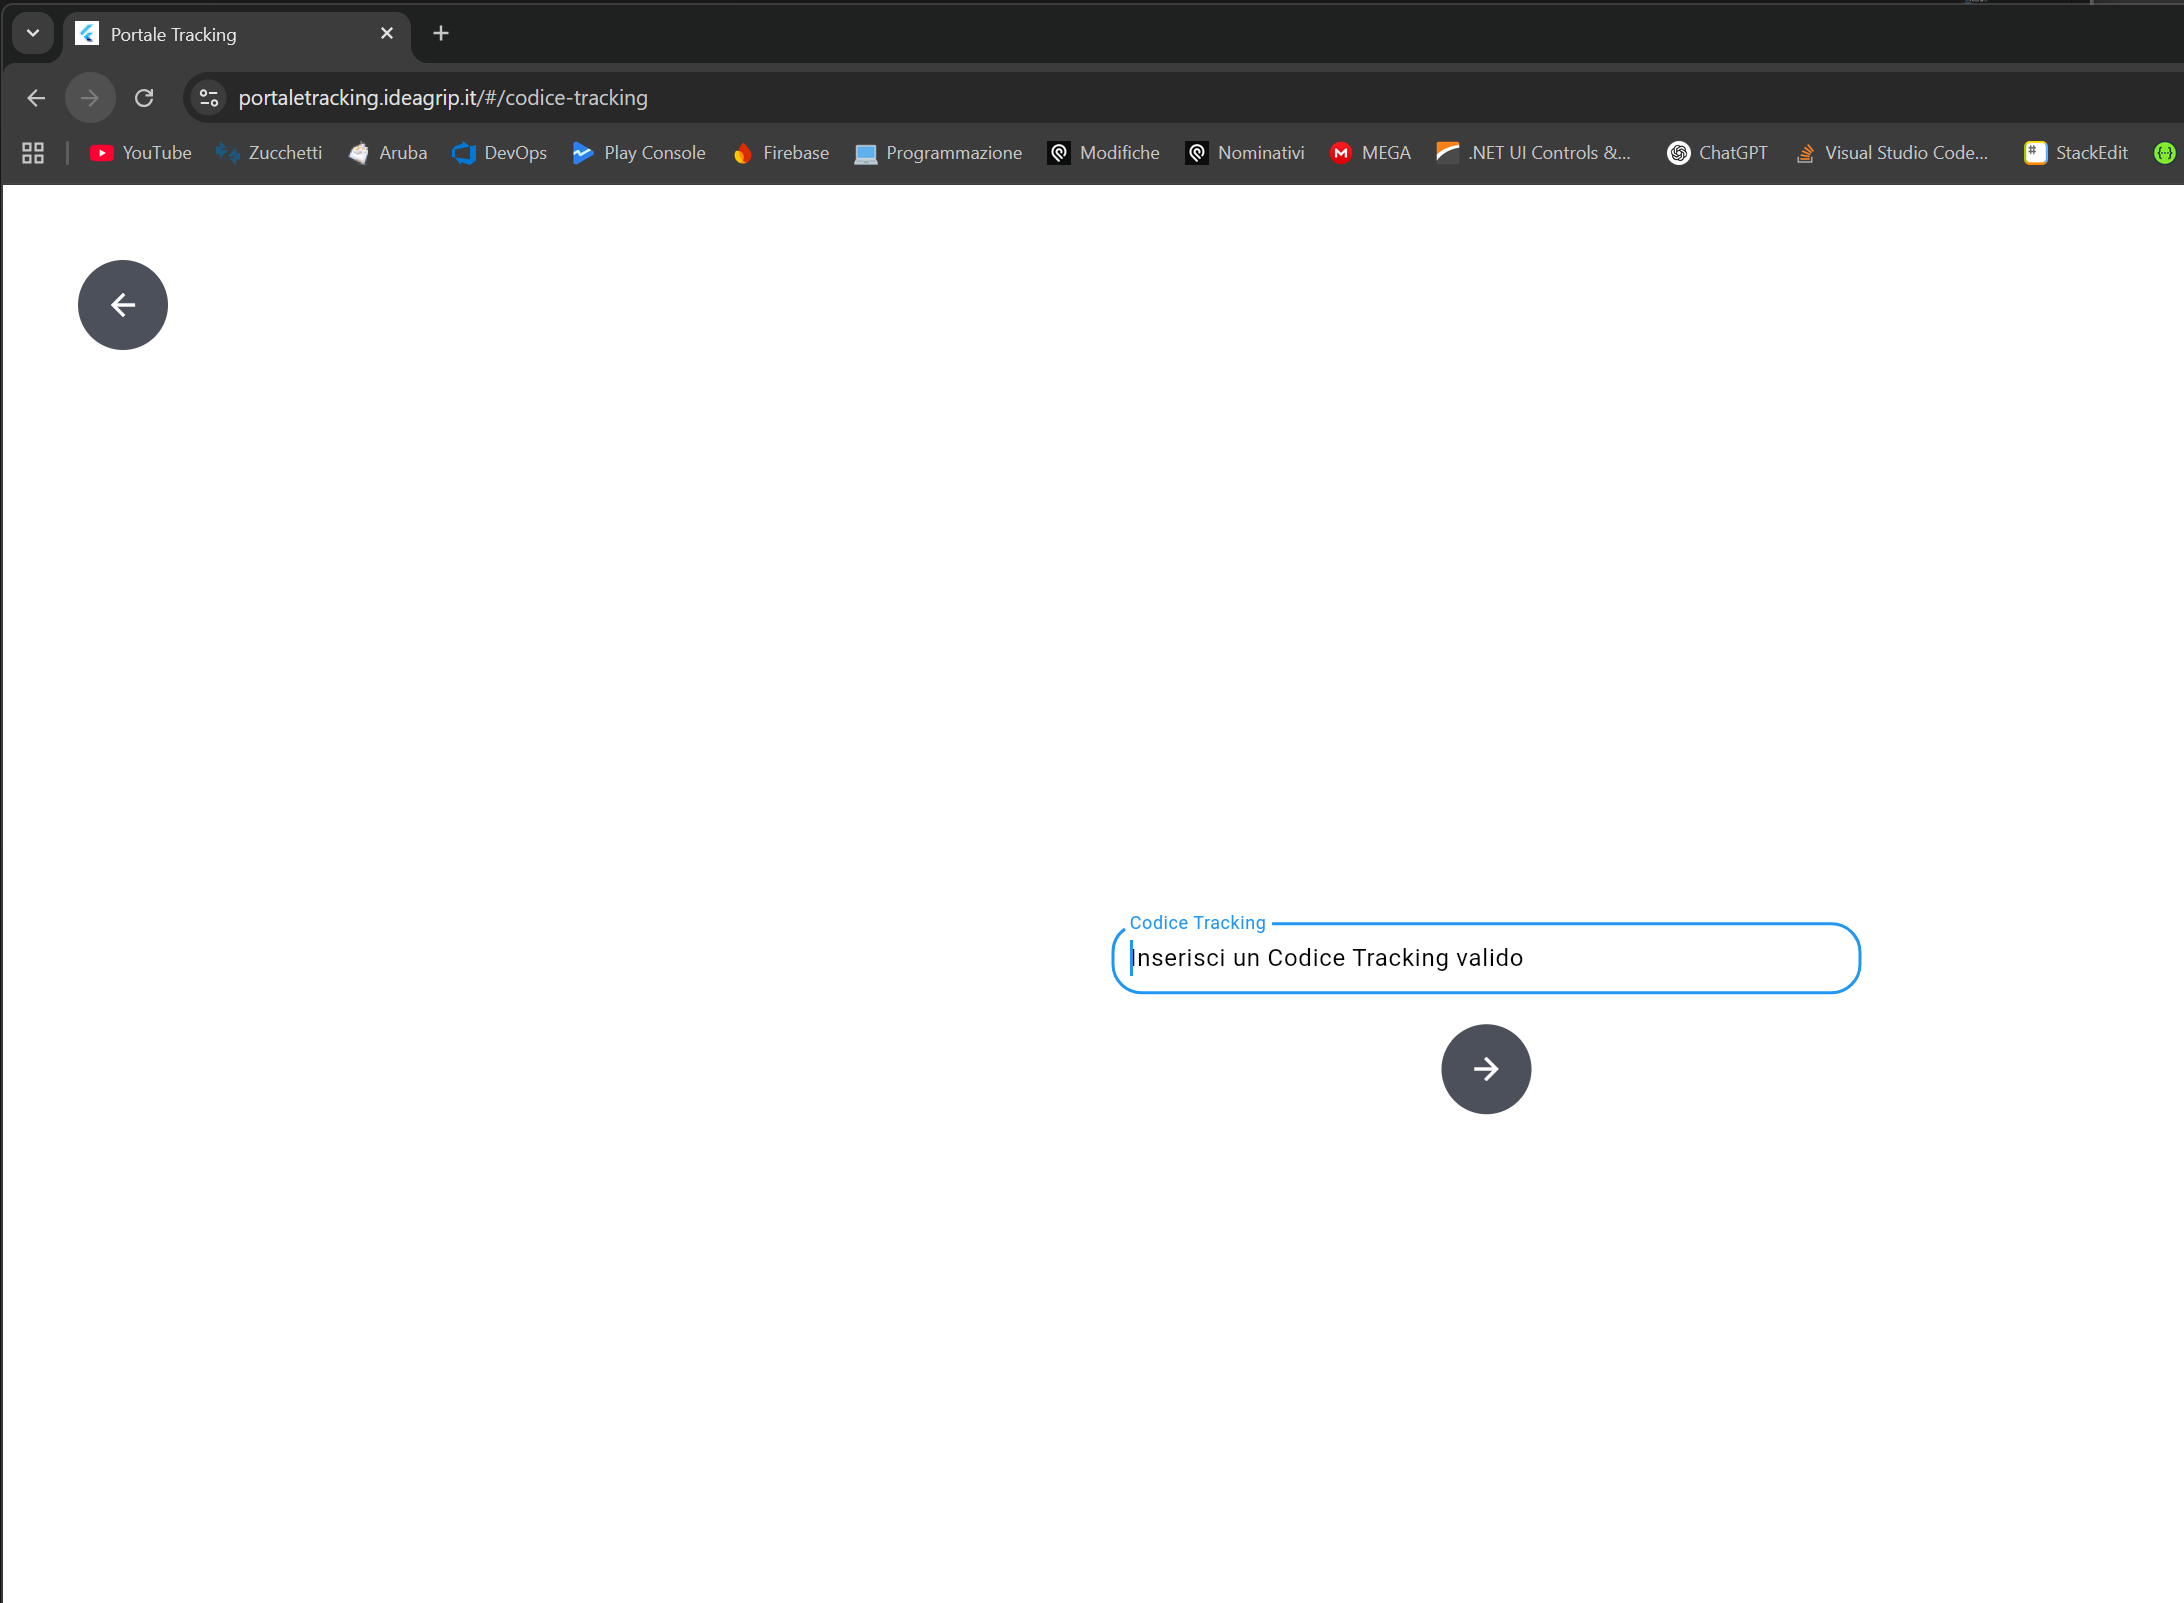 Portale Tracking
portaletracking.ideagrip.it/#/codice-tracking
YouTube Zucchetti Aruba DevOps Play Console Firebase Programmazione Modifiche Nominativi MEGA .NET UI Controls &... ChatGPT Visual Studio Code... StackEdit
Codice Tracking
Inserisci un Codice Tracking valido